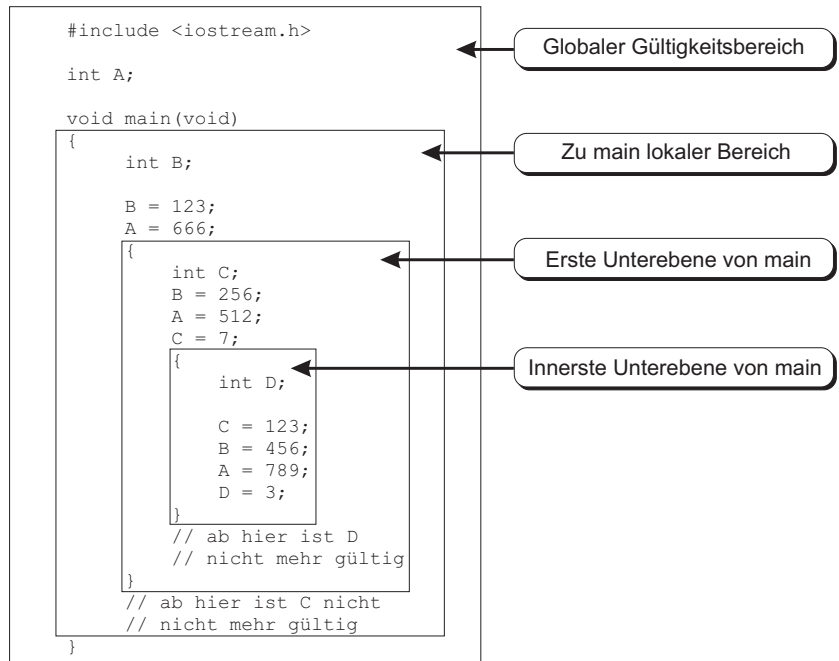 #include <iostream.h>
Globaler Gültigkeitsbereich
int A;
void main(void)
{
Zu main lokaler Bereich
int B;
B = 123;
A = 666;
{
Erste Unterebene von main
int C;
B = 256;
A = 512;
C = 7;
{
Innerste Unterebene von main
int D;
C = 123;
B = 456;
A = 789;
D = 3;
}
// ab hier ist D
// nicht mehr gültig
}
// ab hier ist C nicht
// nicht mehr gültig
}